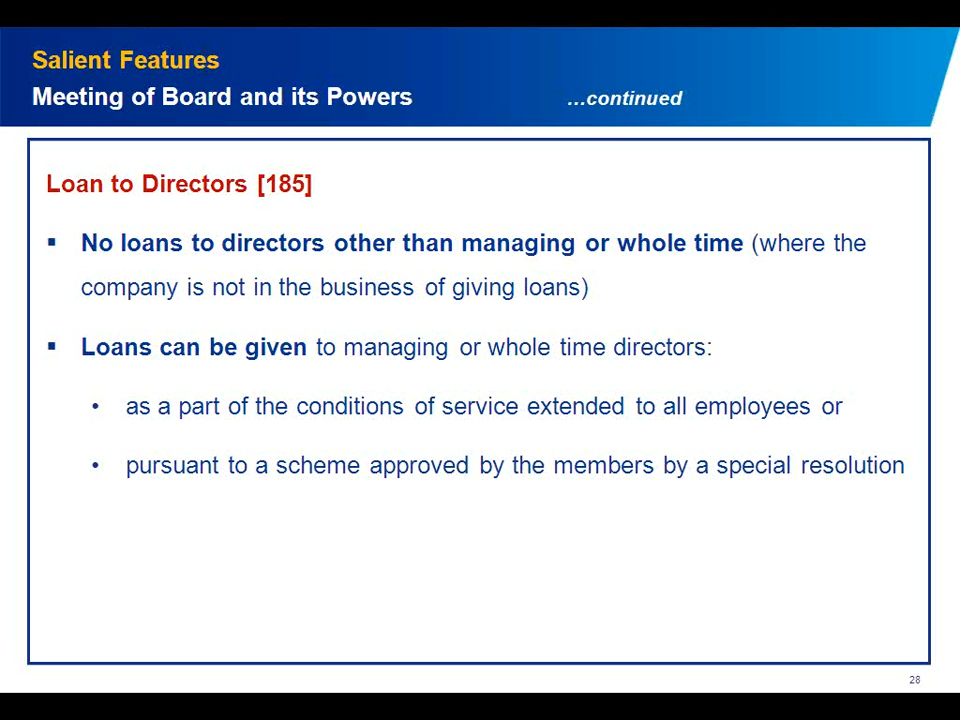 Salient Features
Meeting of Board and its Powers …continued
Loan to Directors [185]
▪ No loans to directors other than managing or whole time (where the
company is not in the business of giving loans)
▪ Loans can be given to managing or whole time directors:
• as a part of the conditions of service extended to all employees or
• pursuant to a scheme approved by the members by a special resolution
28